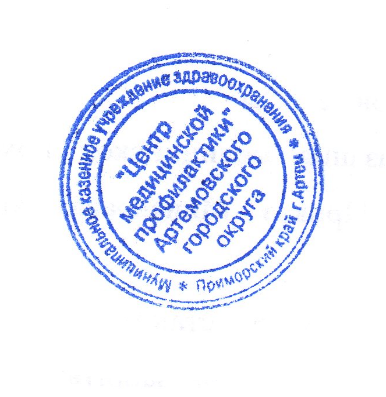 Муниципальное казенное учреждение здравоохранения * Приморский край г.Артем *
"Центр
медицинской
профилактики"
Артемовского
городского
округа